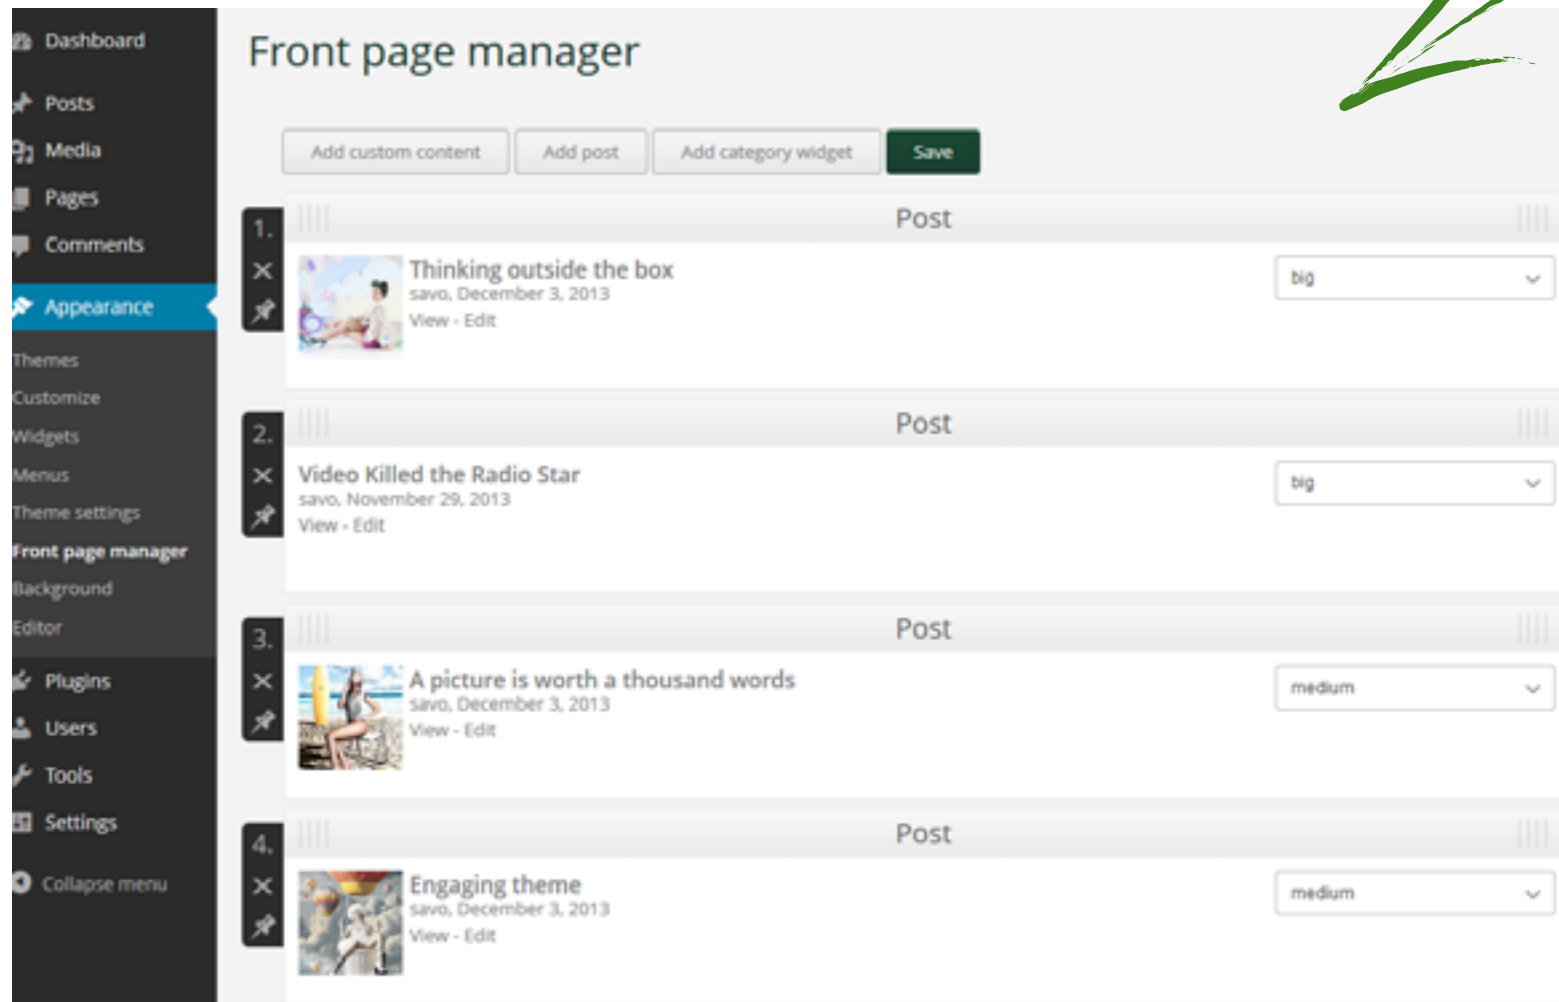 Dashboard
Posts
Media
Pages
Comments
Appearance
Themes
Customize
Widgets
Menus
Theme settings
Front page manager
Background
Editor
Plugins
Users
Tools
Settings
Collapse menu
Front page manager
Add custom content Add post Add category widget Save
1. Post
Thinking outside the box big
savo, December 3, 2013
View - Edit
2. Post
Video Killed the Radio Star big
savo, November 29, 2013
View - Edit
3. Post
A picture is worth a thousand words medium
savo, December 3, 2013
View - Edit
4. Post
Engaging theme medium
savo, December 3, 2013
View - Edit